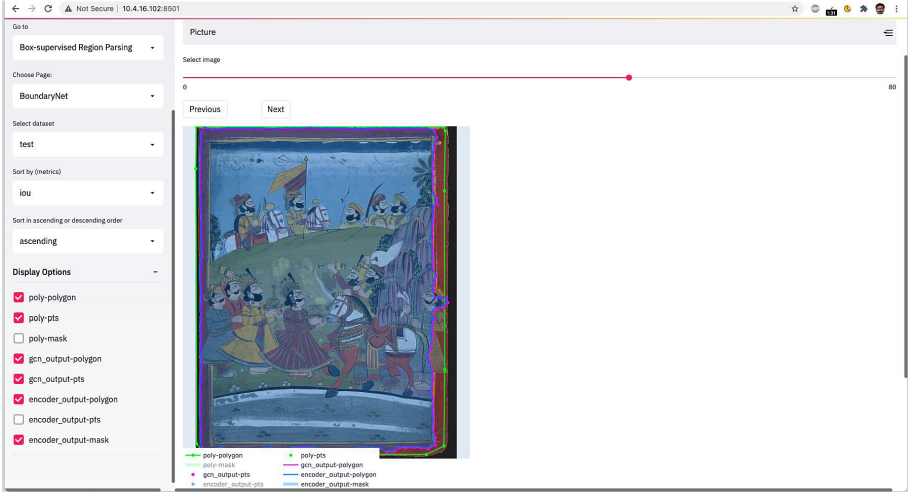 Not Secure | 10.4.16.102:8501
1:01
Go to
Box-supervised Region Parsing
Choose Page:
BoundaryNet
Select dataset
test
Sort by (metrics)
iou
Sort in ascending or descending order
ascending
Display Options −
poly-polygon
poly-pts
poly-mask
gcn_output-polygon
gcn_output-pts
encoder_output-polygon
encoder_output-pts
encoder_output-mask
Picture
Select image
0 80
Previous Next
poly-polygon poly-pts
poly-mask gcn_output-polygon
gcn_output-pts encoder_output-polygon
encoder_output-pts encoder_output-mask